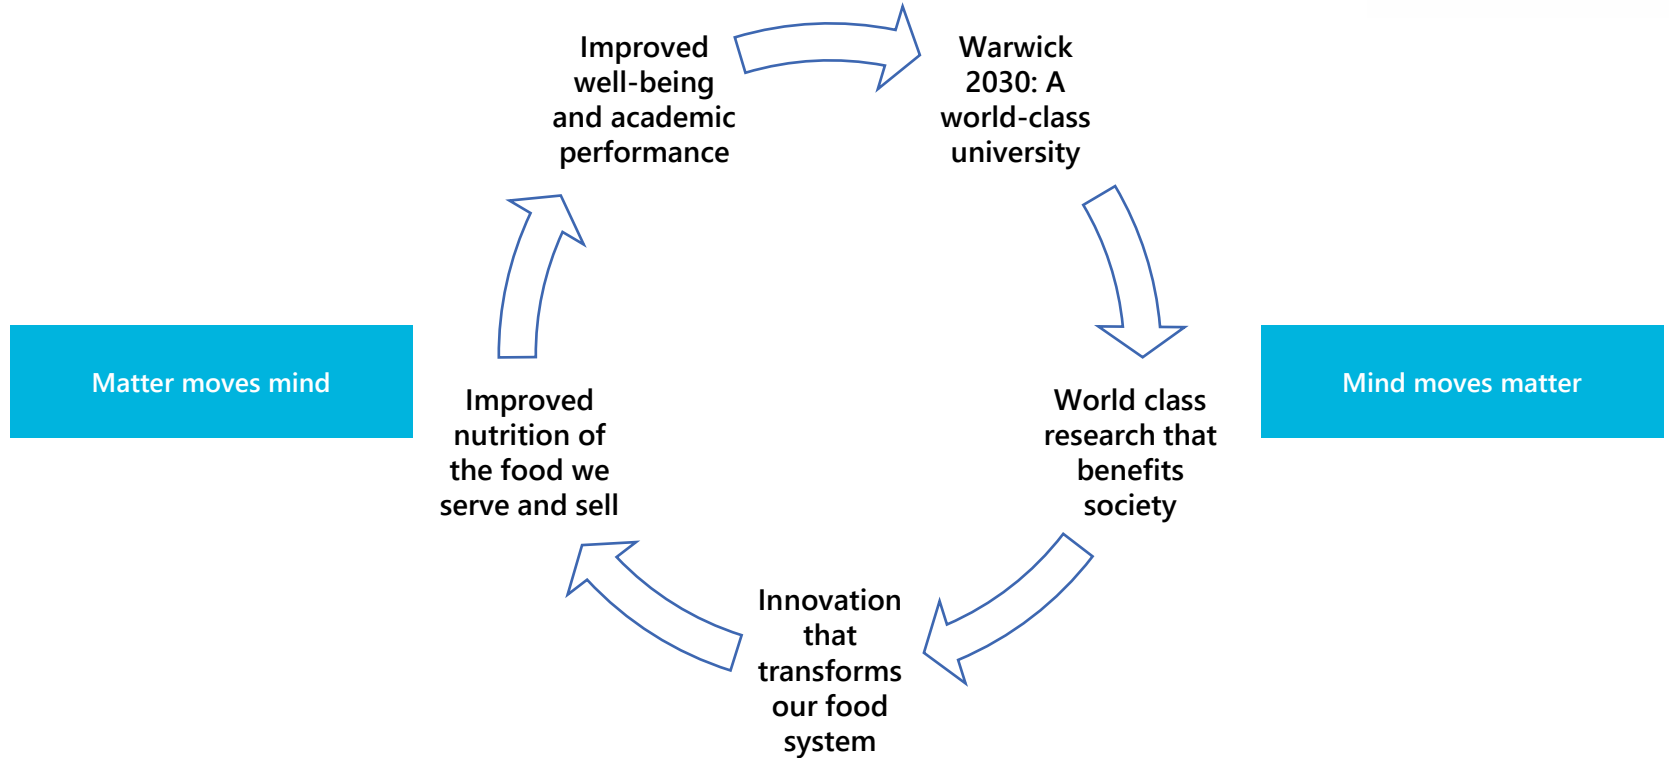 Improved
well-being
and academic
performance
Warwick
2030: A
world-class
university
Matter moves mind
Mind moves matter
Improved
nutrition of
the food we
serve and sell
World class
research that
benefits
society
Innovation
that
transforms
our food
system